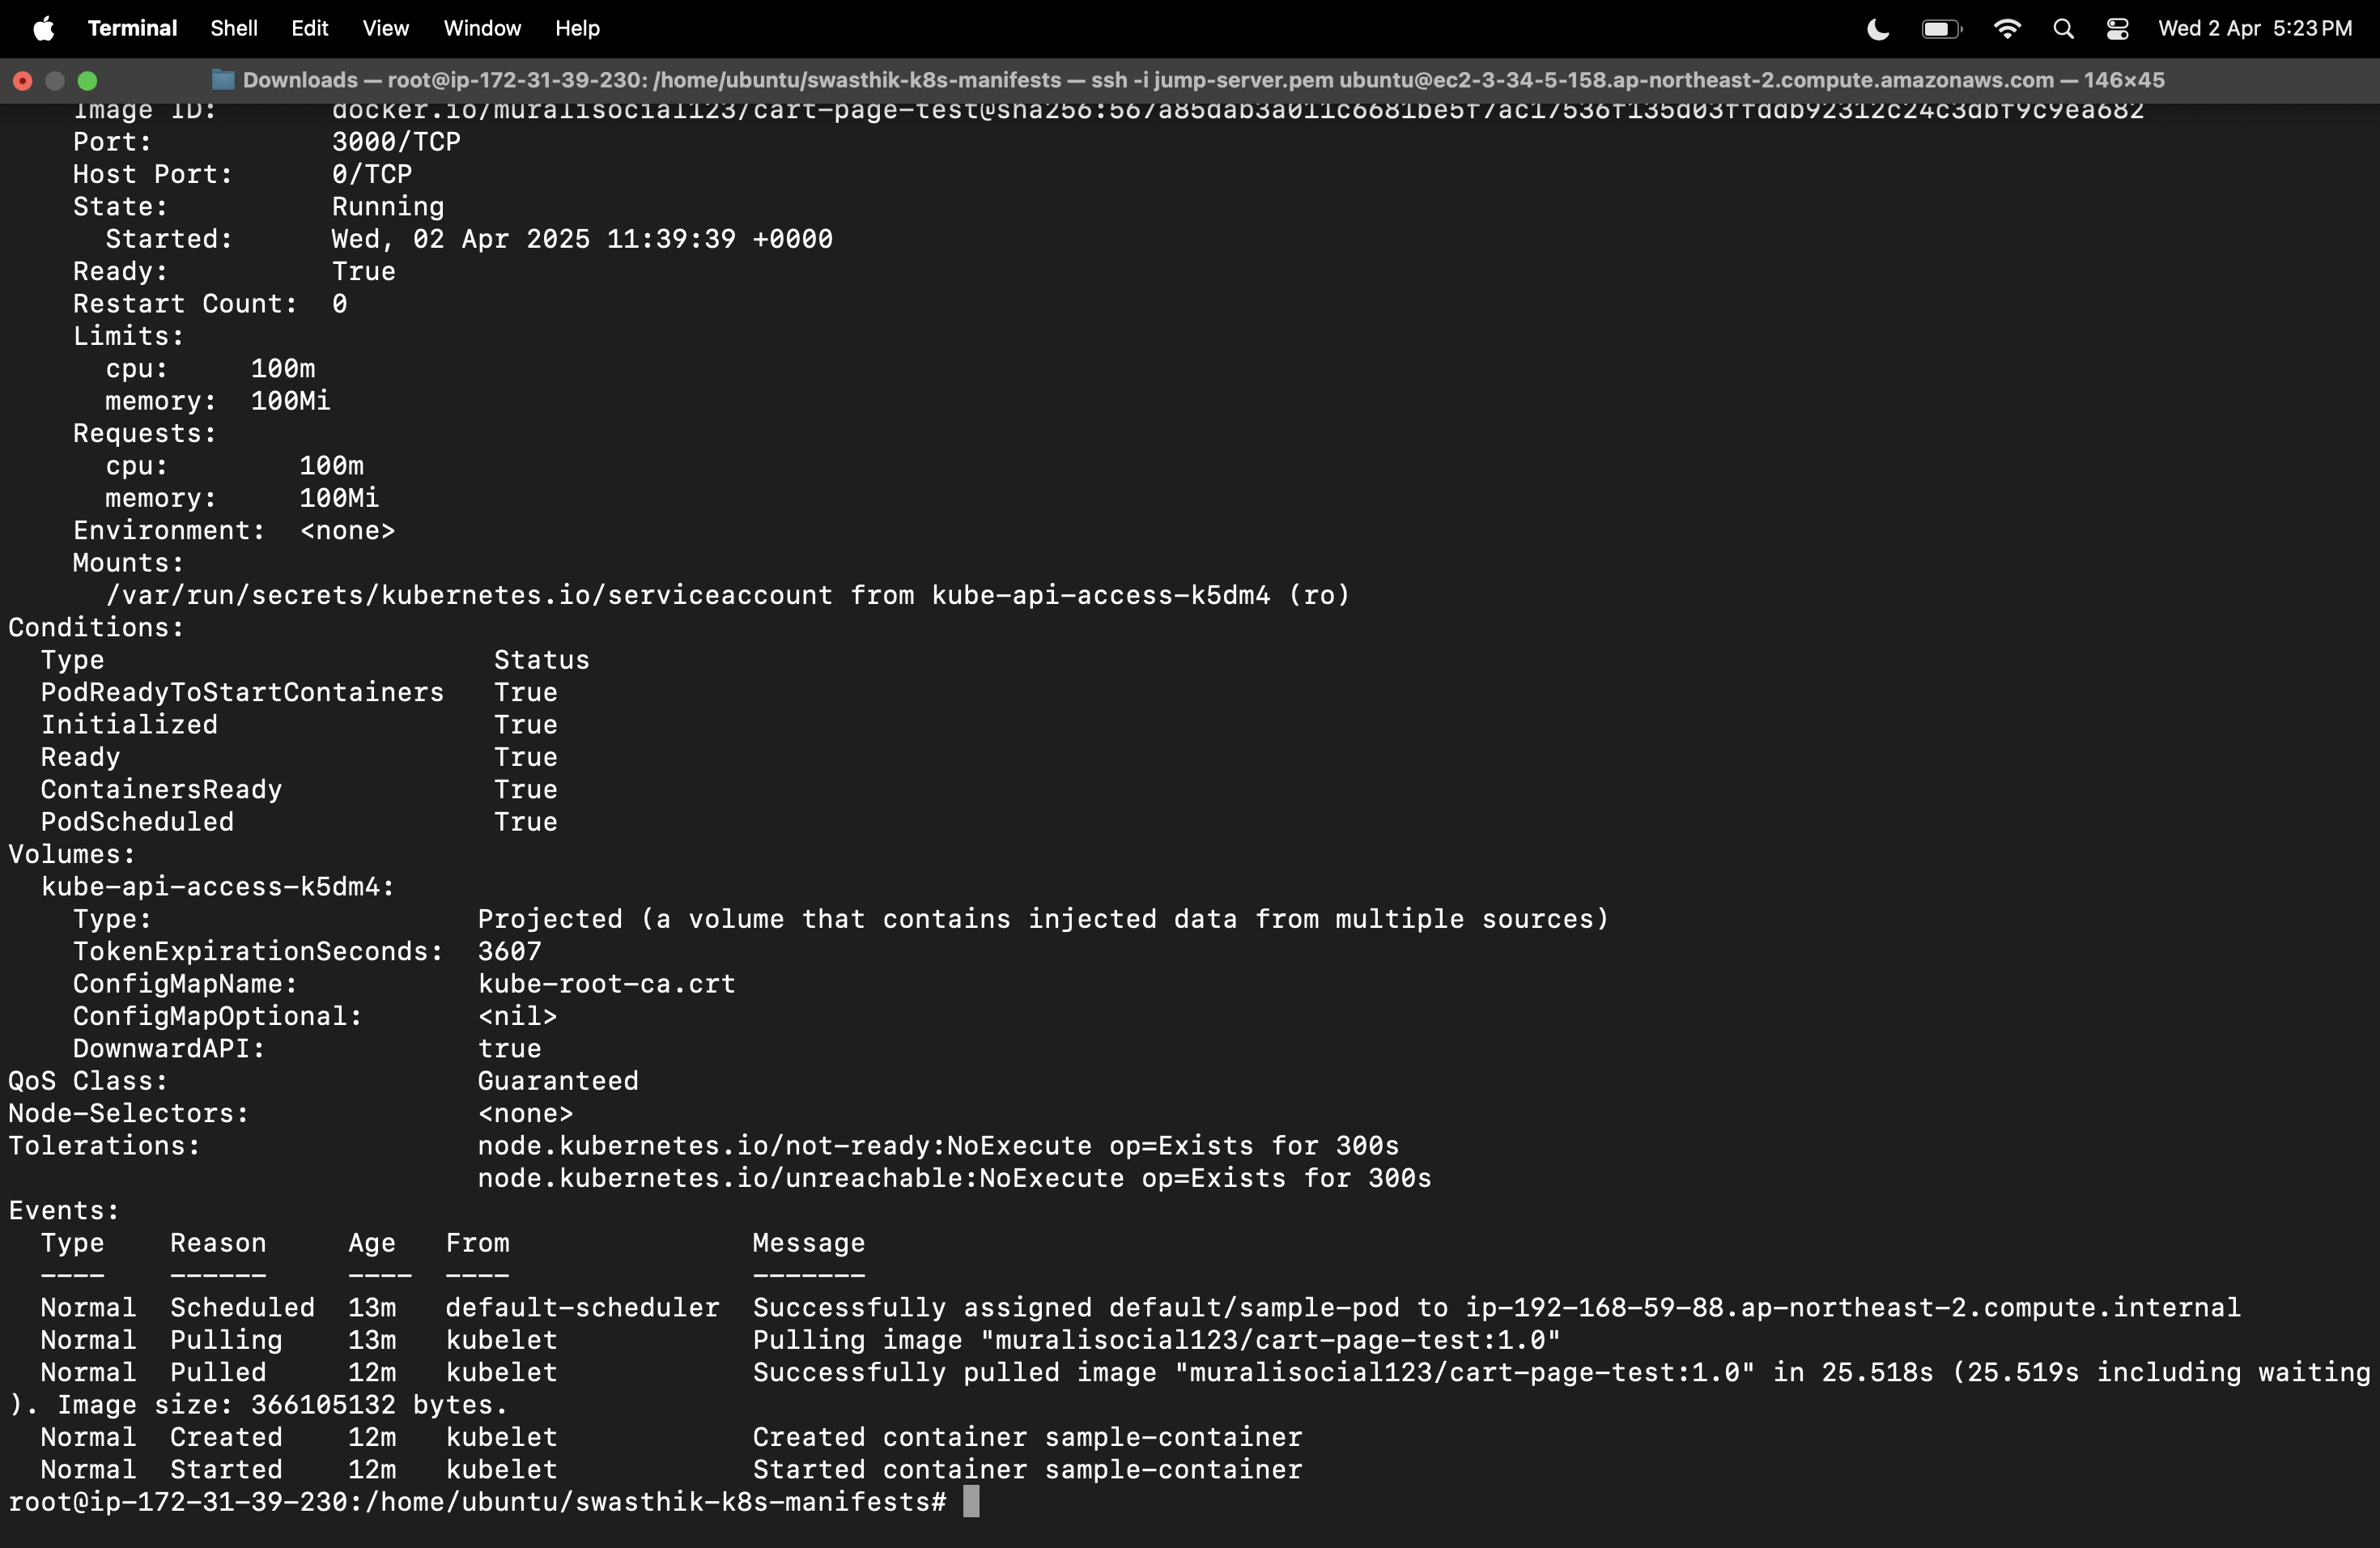 Terminal Shell Edit View Window Help Wed 2 Apr 5:23 PM
Downloads — root@ip-172-31-39-230: /home/ubuntu/swasthik-k8s-manifests — ssh -i jump-server.pem ubuntu@ec2-3-34-5-158.ap-northeast-2.compute.amazonaws.com — 146×45
    Image ID:       docker.io/muralisocial123/cart-page-test@sha256:567a85dab3a011c6681be5f7ac17536f135d03ffddb92312c24c3dbf9c9ea682
    Port:           3000/TCP
    Host Port:      0/TCP
    State:          Running
      Started:      Wed, 02 Apr 2025 11:39:39 +0000
    Ready:          True
    Restart Count:  0
    Limits:
      cpu:     100m
      memory:  100Mi
    Requests:
      cpu:        100m
      memory:     100Mi
    Environment:  <none>
    Mounts:
      /var/run/secrets/kubernetes.io/serviceaccount from kube-api-access-k5dm4 (ro)
Conditions:
  Type                        Status
  PodReadyToStartContainers   True
  Initialized                 True
  Ready                       True
  ContainersReady             True
  PodScheduled                True
Volumes:
  kube-api-access-k5dm4:
    Type:                    Projected (a volume that contains injected data from multiple sources)
    TokenExpirationSeconds:  3607
    ConfigMapName:           kube-root-ca.crt
    ConfigMapOptional:       <nil>
    DownwardAPI:             true
QoS Class:                   Guaranteed
Node-Selectors:              <none>
Tolerations:                 node.kubernetes.io/not-ready:NoExecute op=Exists for 300s
                             node.kubernetes.io/unreachable:NoExecute op=Exists for 300s
Events:
  Type    Reason     Age   From               Message
  ----    ------     ----  ----               -------
  Normal  Scheduled  13m   default-scheduler  Successfully assigned default/sample-pod to ip-192-168-59-88.ap-northeast-2.compute.internal
  Normal  Pulling    13m   kubelet            Pulling image "muralisocial123/cart-page-test:1.0"
  Normal  Pulled     12m   kubelet            Successfully pulled image "muralisocial123/cart-page-test:1.0" in 25.518s (25.519s including waiting
). Image size: 366105132 bytes.
  Normal  Created    12m   kubelet            Created container sample-container
  Normal  Started    12m   kubelet            Started container sample-container
root@ip-172-31-39-230:/home/ubuntu/swasthik-k8s-manifests#